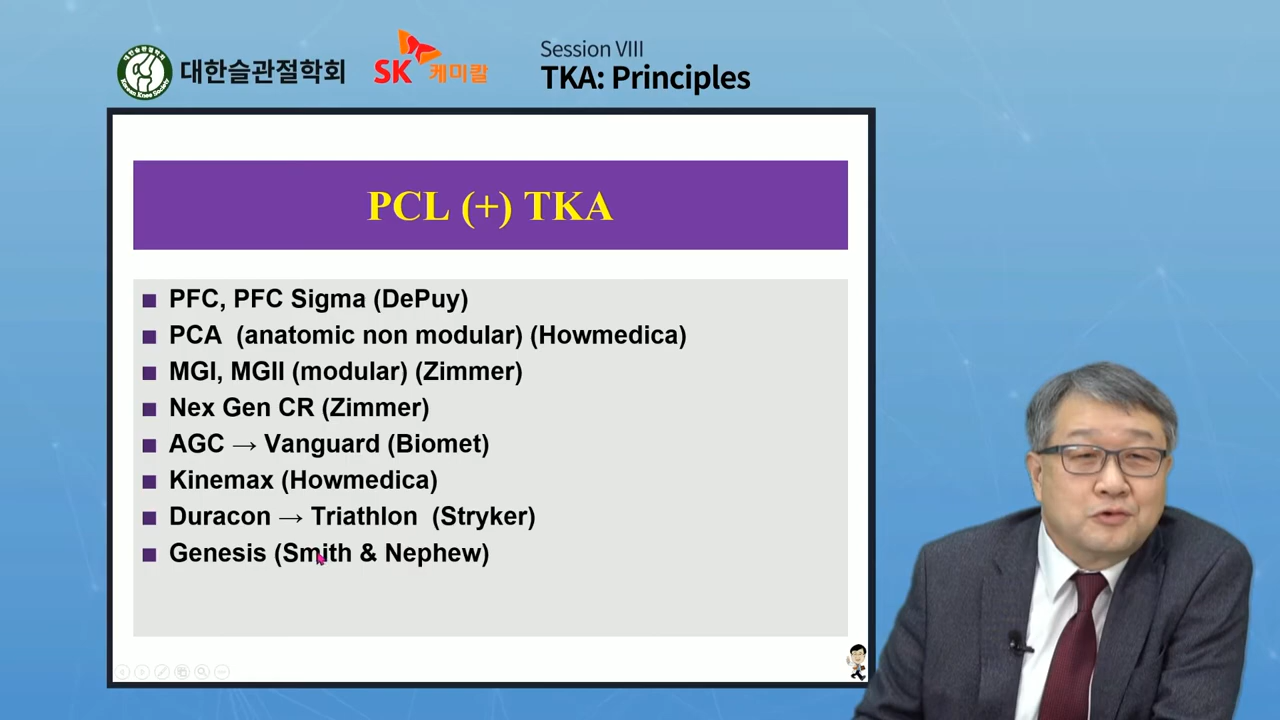 대한슬관절학회
SK 케미칼
Session VIII
TKA: Principles
PCL (+) TKA
PFC, PFC Sigma (DePuy)
PCA (anatomic non modular) (Howmedica)
MGI, MGII (modular) (Zimmer)
Nex Gen CR (Zimmer)
AGC → Vanguard (Biomet)
Kinemax (Howmedica)
Duracon → Triathlon (Stryker)
Genesis (Smith & Nephew)